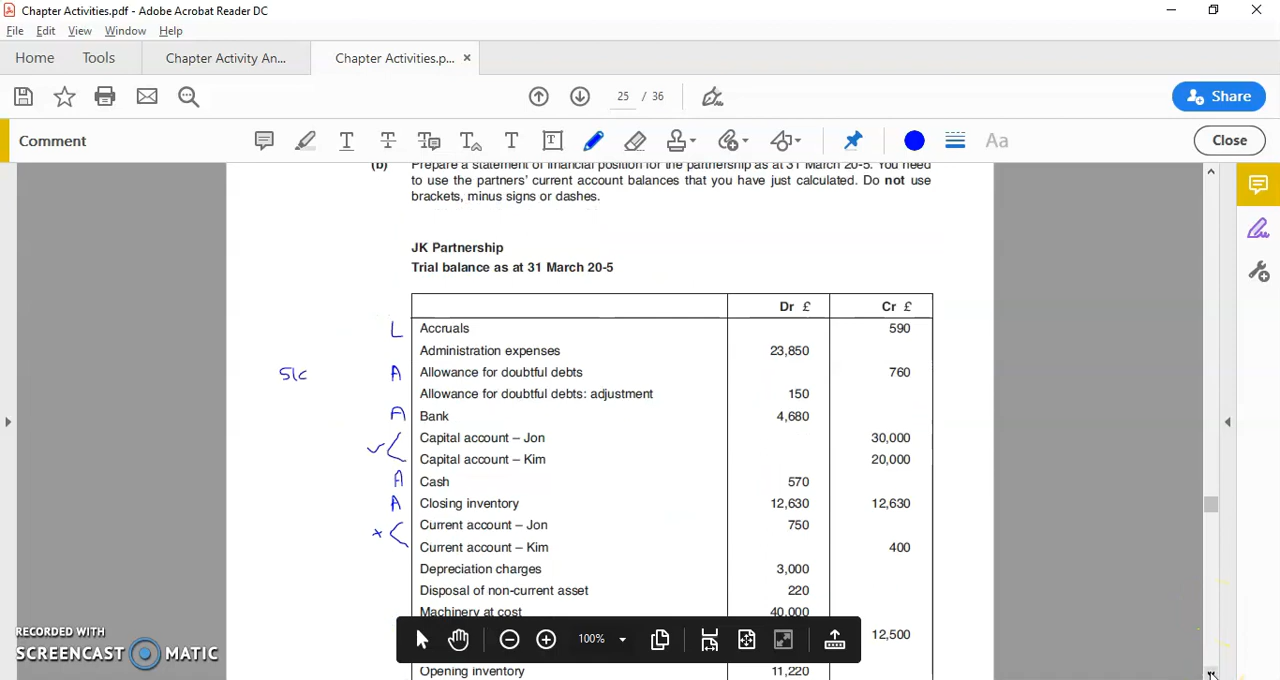 Chapter Activities.pdf - Adobe Acrobat Reader DC
File Edit View Window Help
Home Tools Chapter Activity An... Chapter Activities.p... ×
25 / 36 Share
Comment Aa Close
(b) Prepare a statement of financial position for the partnership as at 31 March 20-5. You need
to use the partners' current account balances that you have just calculated. Do not use
brackets, minus signs or dashes.
JK Partnership
Trial balance as at 31 March 20-5
Dr £ Cr £
L Accruals 590
Administration expenses 23,850
Slc A Allowance for doubtful debts 760
Allowance for doubtful debts: adjustment 150
A Bank 4,680
Capital account – Jon 30,000
Capital account – Kim 20,000
A Cash 570
A Closing inventory 12,630 12,630
Current account – Jon 750
Current account – Kim 400
Depreciation charges 3,000
Disposal of non-current asset 220
Machinery at cost 40,000
12,500
Opening inventory 11,220
100%
RECORDED WITH
SCREENCAST MATIC